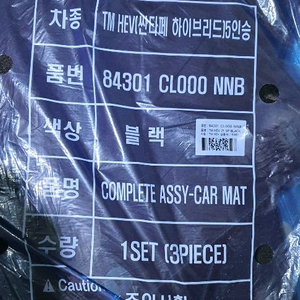 차종 TM HEV(싼타페 하이브리드)5인승
품번 84301 CL000 NNB
색상 블랙
품명 COMPLETE ASSY-CAR MAT
수량 1SET (3PIECE)
Caution